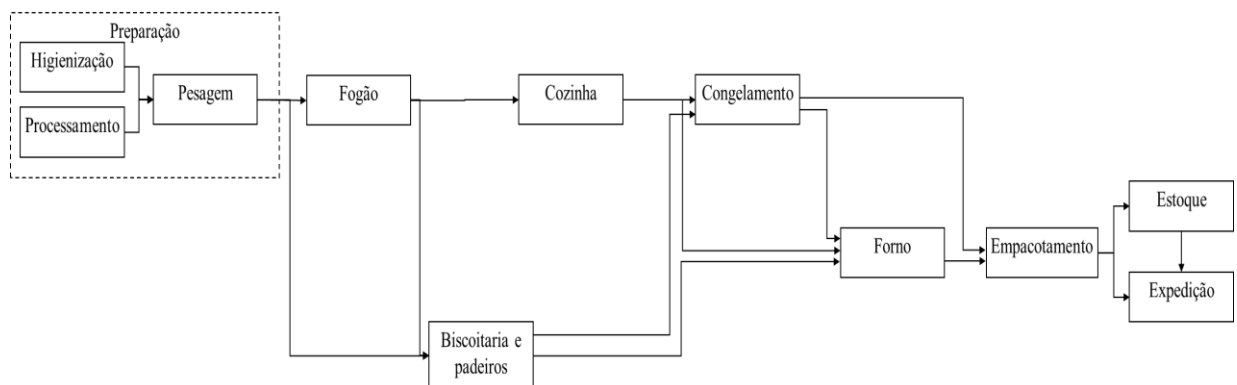 Preparação
Higienização
Processamento
Pesagem
Fogão
Cozinha
Congelamento
Biscoitaria e
padeiros
Forno
Empacotamento
Estoque
Expedição